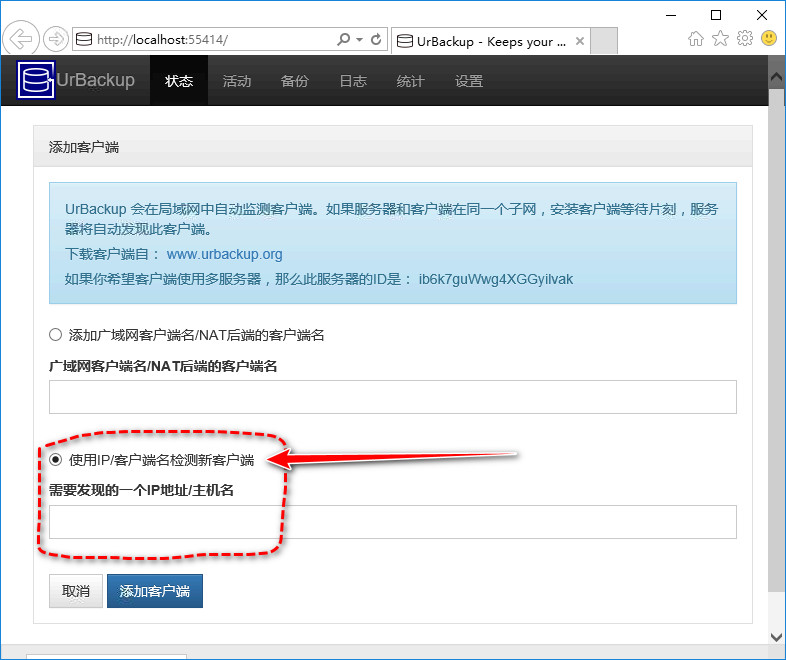 http://localhost:55414/
UrBackup - Keeps your ...
UrBackup 状态 活动 备份 日志 统计 设置
添加客户端
UrBackup 会在局域网中自动监测客户端。如果服务器和客户端在同一个子网，安装客户端等待片刻，服务
器将自动发现此客户端。
下载客户端自： www.urbackup.org
如果你希望客户端使用多服务器，那么此服务器的ID是： ib6k7guWwg4XGGyilvak
添加广域网客户端名/NAT后端的客户端名
广域网客户端名/NAT后端的客户端名
使用IP/客户端名检测新客户端
需要发现的一个IP地址/主机名
取消 添加客户端